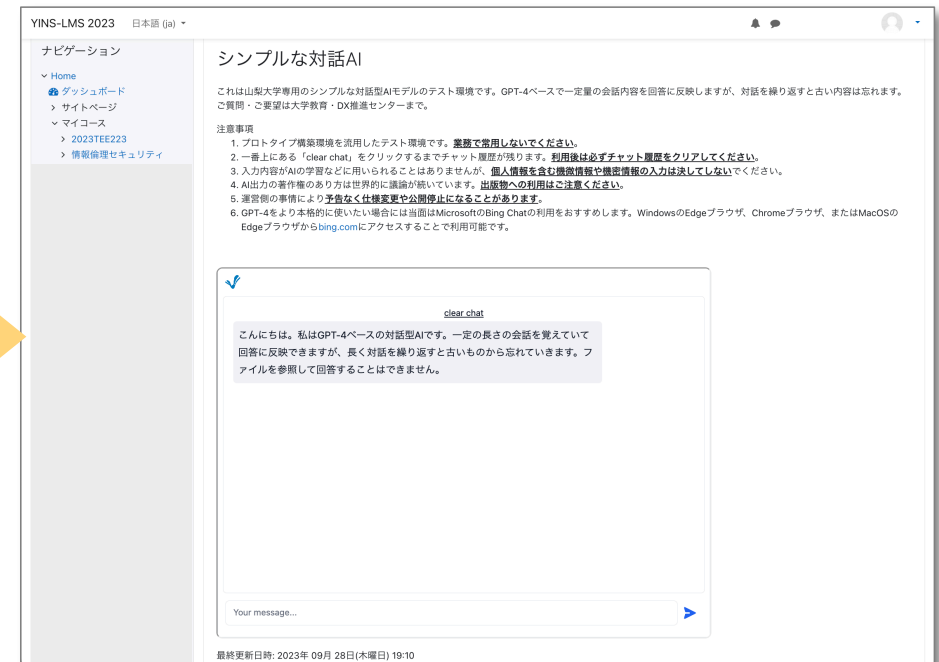 YINS-LMS 2023 日本語 (ja)
ナビゲーション
Home
ダッシュボード
サイトページ
マイコース
2023TEE223
情報倫理セキュリティ
シンプルな対話AI
これは山梨大学専用のシンプルな対話型AIモデルのテスト環境です。GPT-4ベースで一定量の会話内容を回答に反映しますが、対話を繰り返すと古い内容は忘れます。
ご質問・ご要望は大学教育・DX推進センターまで。
注意事項
1. プロトタイプ構築環境を流用したテスト環境です。業務で常用しないでください。
2. 一番上にある「clear chat」をクリックするまでチャット履歴が残ります。利用後は必ずチャット履歴をクリアしてください。
3. 入力内容がAIの学習などに用いられることはありませんが、個人情報を含む機微情報や機密情報の入力は決してしないでください。
4. AI出力の著作権のあり方は世界的に議論が続いています。出版物への利用はご注意ください。
5. 運営側の事情により予告なく仕様変更や公開停止になることがあります。
6. GPT-4をより本格的に使いたい場合には当面はMicrosoftのBing Chatの利用をおすすめします。WindowsのEdgeブラウザ、Chromeブラウザ、またはMacOSの
Edgeブラウザからbing.comにアクセスすることで利用可能です。
clear chat
こんにちは。私はGPT-4ベースの対話型AIです。一定の長さの会話を覚えていて
回答に反映できますが、長く対話を繰り返すと古いものから忘れていきます。フ
ァイルを参照して回答することはできません。
Your message...
最終更新日時: 2023年 09月 28日(木曜日) 19:10